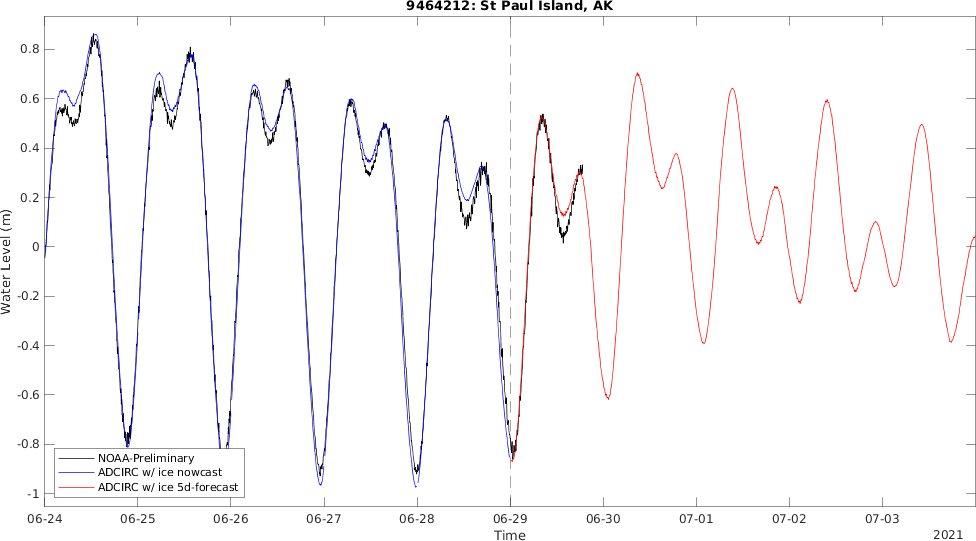 9464212: St Paul Island, AK
Water Level (m)
0.8
0.6
0.4
0.2
0
-0.2
-0.4
-0.6
-0.8
-1
NOAA-Preliminary
ADCIRC w/ ice nowcast
ADCIRC w/ ice 5d-forecast
06-24 06-25 06-26 06-27 06-28 06-29 06-30 07-01 07-02 07-03
Time
2021